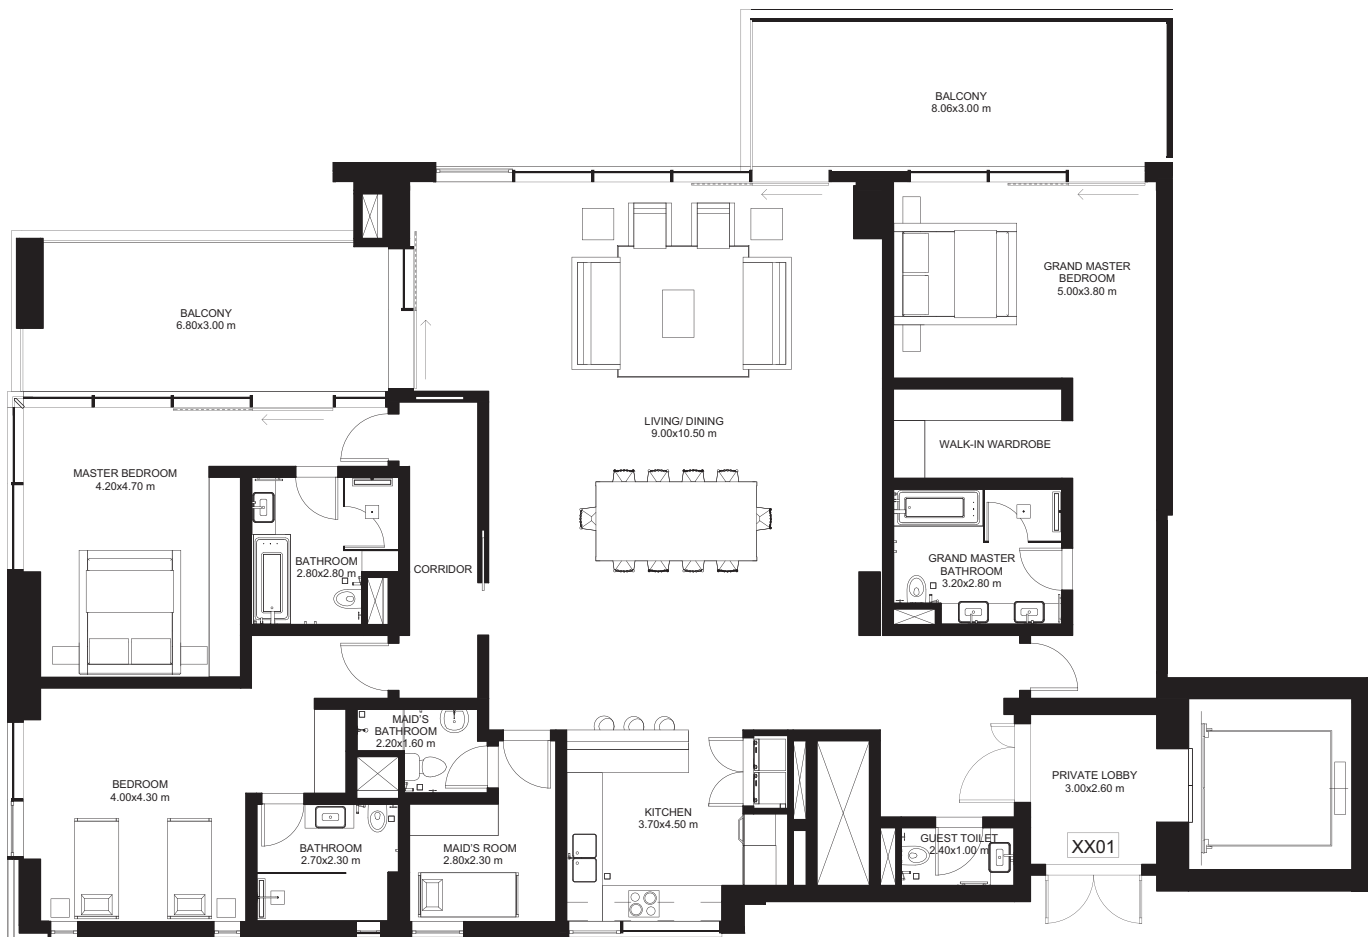 BALCONY
8.06x3.00 m
GRAND MASTER
BEDROOM
5.00x3.80 m
BALCONY
6.80x3.00 m
LIVING/ DINING
9.00x10.50 m
WALK-IN WARDROBE
MASTER BEDROOM
4.20x4.70 m
BATHROOM
2.80x2.80 m
CORRIDOR
GRAND MASTER
BATHROOM
3.20x2.80 m
MAID'S
BATHROOM
2.20x1.60 m
BEDROOM
4.00x4.30 m
PRIVATE LOBBY
3.00x2.60 m
KITCHEN
3.70x4.50 m
BATHROOM
2.70x2.30 m
MAID'S ROOM
2.80x2.30 m
GUEST TOILET
2.40x1.00 m
XX01